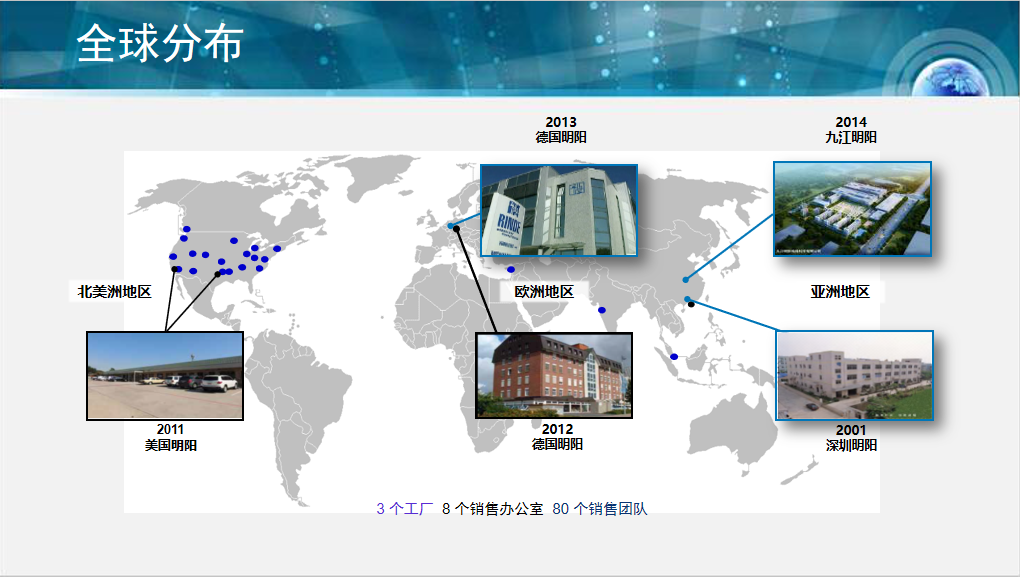 全球分布
2013
德国明阳
2014
九江明阳
RINDE
北美洲地区
欧洲地区
亚洲地区
2011
美国明阳
2012
德国明阳
2001
深圳明阳
3 个工厂 8 个销售办公室 80 个销售团队